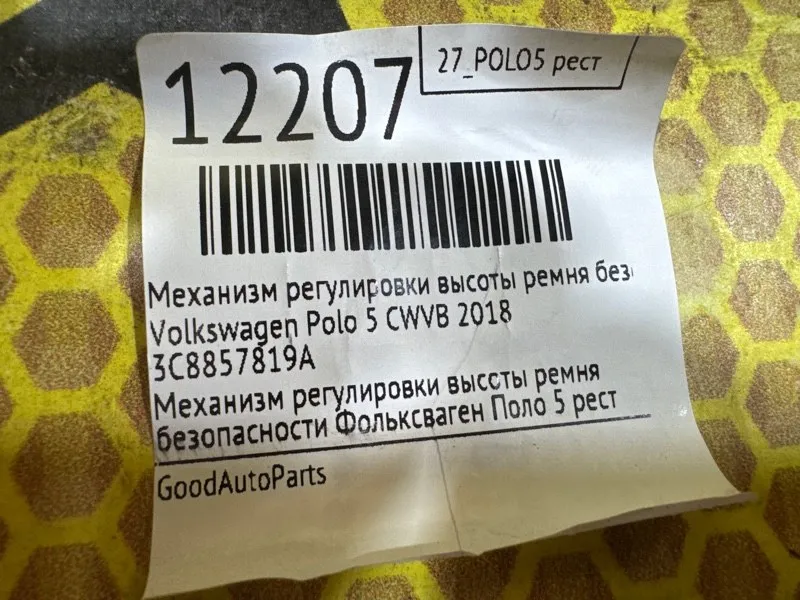 27_POLO5 рест
12207
Механизм регулировки высоты ремня без
Volkswagen Polo 5 CWVB 2018
3C8857819A
Механизм регулировки высоты ремня
безопасности Фольксваген Поло 5 рест
GoodAutoParts